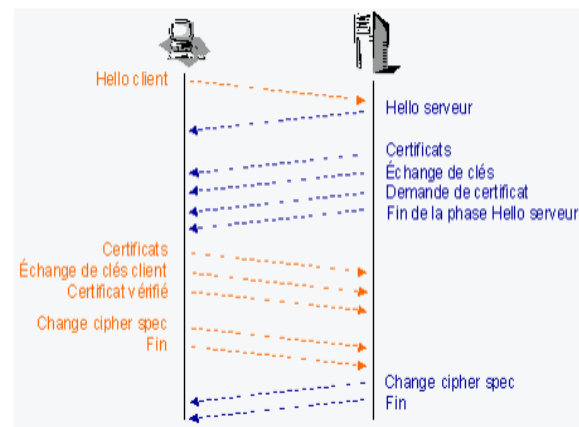 Hello client
Hello serveur
Certificats
Échange de clés
Demande de certificat
Fin de la phase Hello serveur
Certificats
Échange de clés client
Certificat vérifié
Change cipher spec
Fin
Change cipher spec
Fin